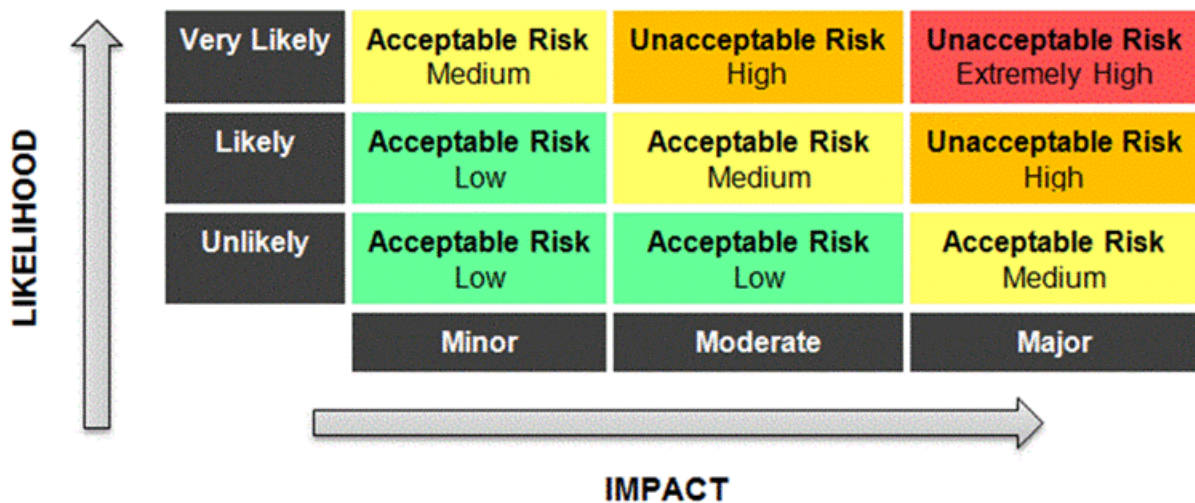 LIKELIHOOD
Very Likely
Acceptable Risk
Medium
Unacceptable Risk
High
Unacceptable Risk
Extremely High
Likely
Acceptable Risk
Low
Acceptable Risk
Medium
Unacceptable Risk
High
Unlikely
Acceptable Risk
Low
Acceptable Risk
Low
Acceptable Risk
Medium
Minor
Moderate
Major
IMPACT